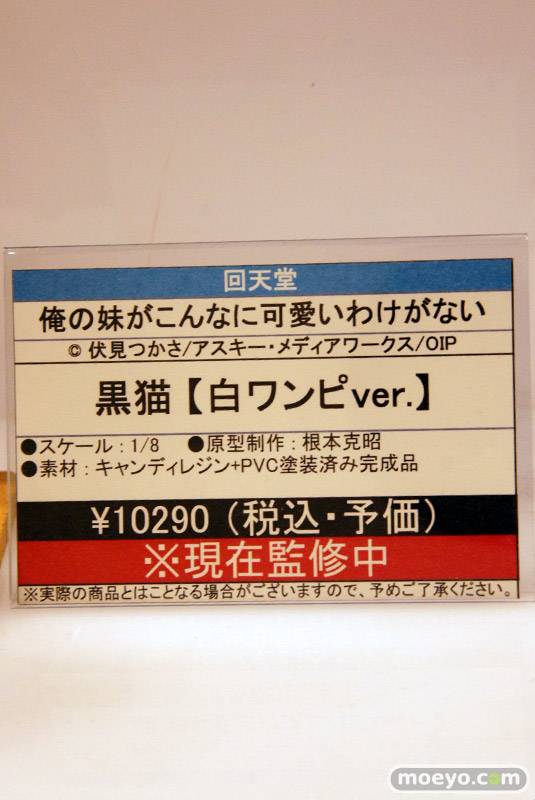 回天堂
俺の妹がこんなに可愛いわけがない
© 伏見つかさ/アスキー・メディアワークス/OIP
黒猫【白ワンピver.】
●スケール：1/8　●原型制作：根本克昭
●素材：キャンディレジン+PVC塗装済み完成品
¥10290（税込・予価）
※現在監修中
※実際の商品とはことなる場合がございますので、予めご了承ください。
moeyo.com